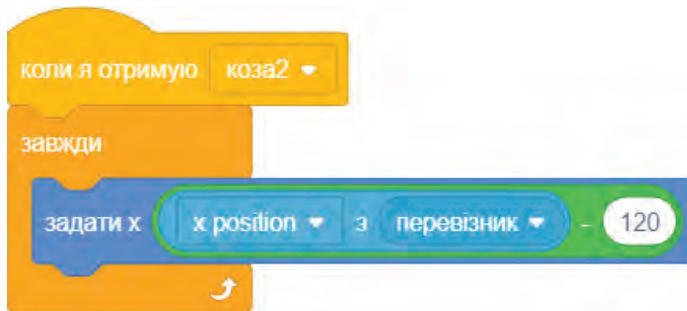 коли я отримую коза2
завжди
задати x x position з перевізник - 120